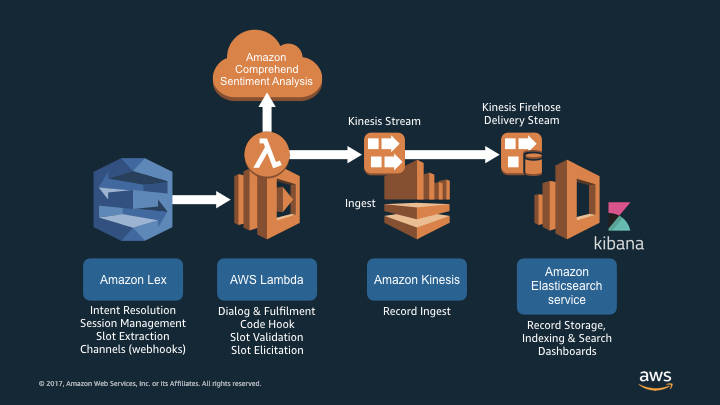 Amazon
Comprehend
Sentiment Analysis
Kinesis Stream
Kinesis Firehose
Delivery Steam
λ
Ingest
kibana
Amazon Lex
AWS Lambda
Amazon Kinesis
Amazon
Elasticsearch
service
Intent Resolution
Session Management
Slot Extraction
Channels (webhooks)
Dialog & Fulfilment
Code Hook
Slot Validation
Slot Elicitation
Record Ingest
Record Storage,
Indexing & Search
Dashboards
© 2017, Amazon Web Services, Inc. or its Affiliates. All rights reserved.
aws